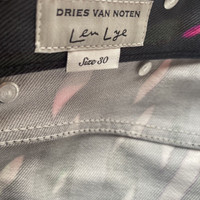 DRIES VAN NOTEN
Len Lye
Size 30